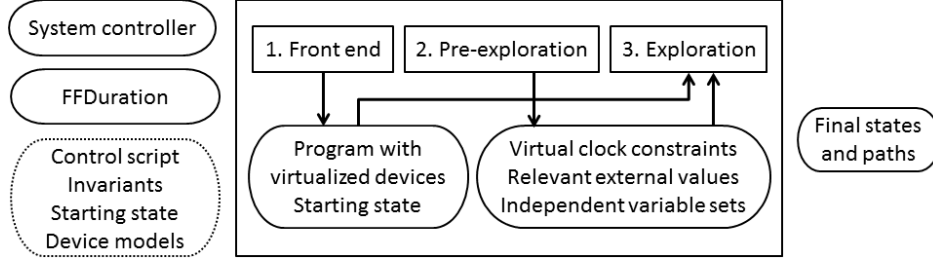 System controller
FFDuration
Control script
Invariants
Starting state
Device models
1. Front end
2. Pre-exploration
3. Exploration
Program with
virtualized devices
Starting state
Virtual clock constraints
Relevant external values
Independent variable sets
Final states
and paths